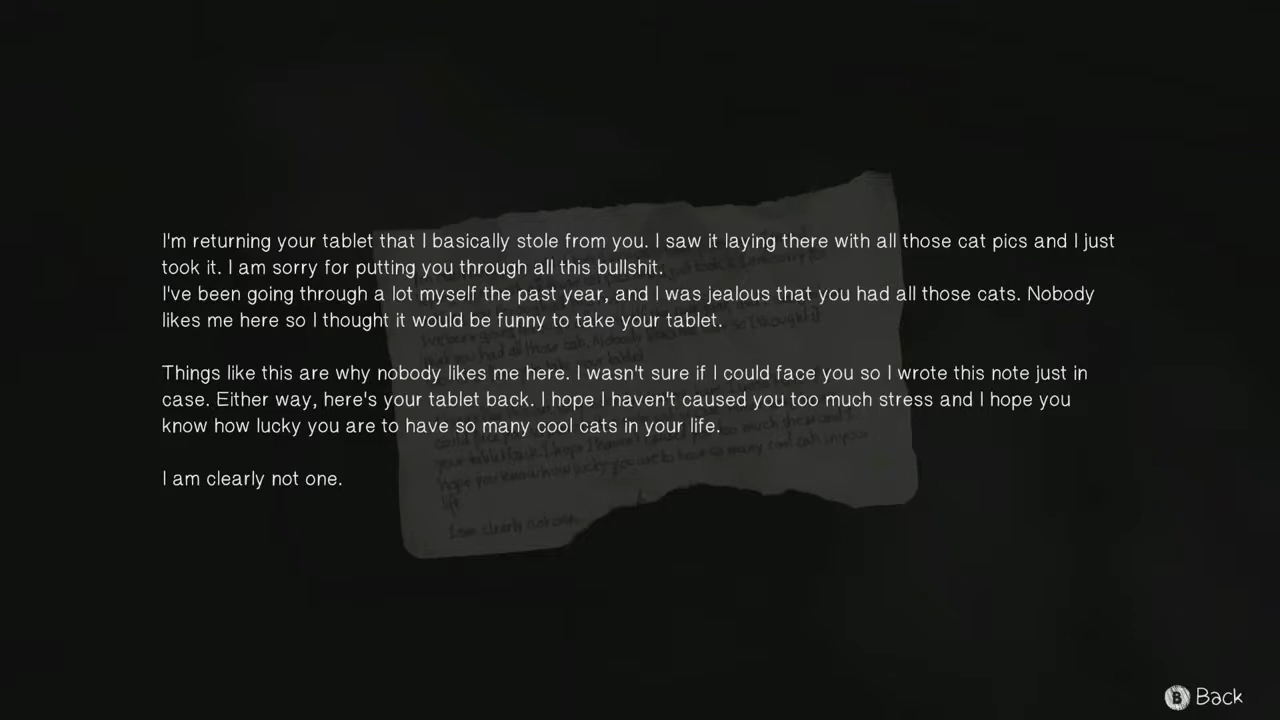 I'm returning your tablet that I basically stole from you. I saw it laying there with all those cat pics and I just
took it. I am sorry for putting you through all this bullshit.
I've been going through a lot myself the past year, and I was jealous that you had all those cats. Nobody
likes me here so I thought it would be funny to take your tablet.
Things like this are why nobody likes me here. I wasn't sure if I could face you so I wrote this note just in
case. Either way, here's your tablet back. I hope I haven't caused you too much stress and I hope you
know how lucky you are to have so many cool cats in your life.
I am clearly not one.
B Back